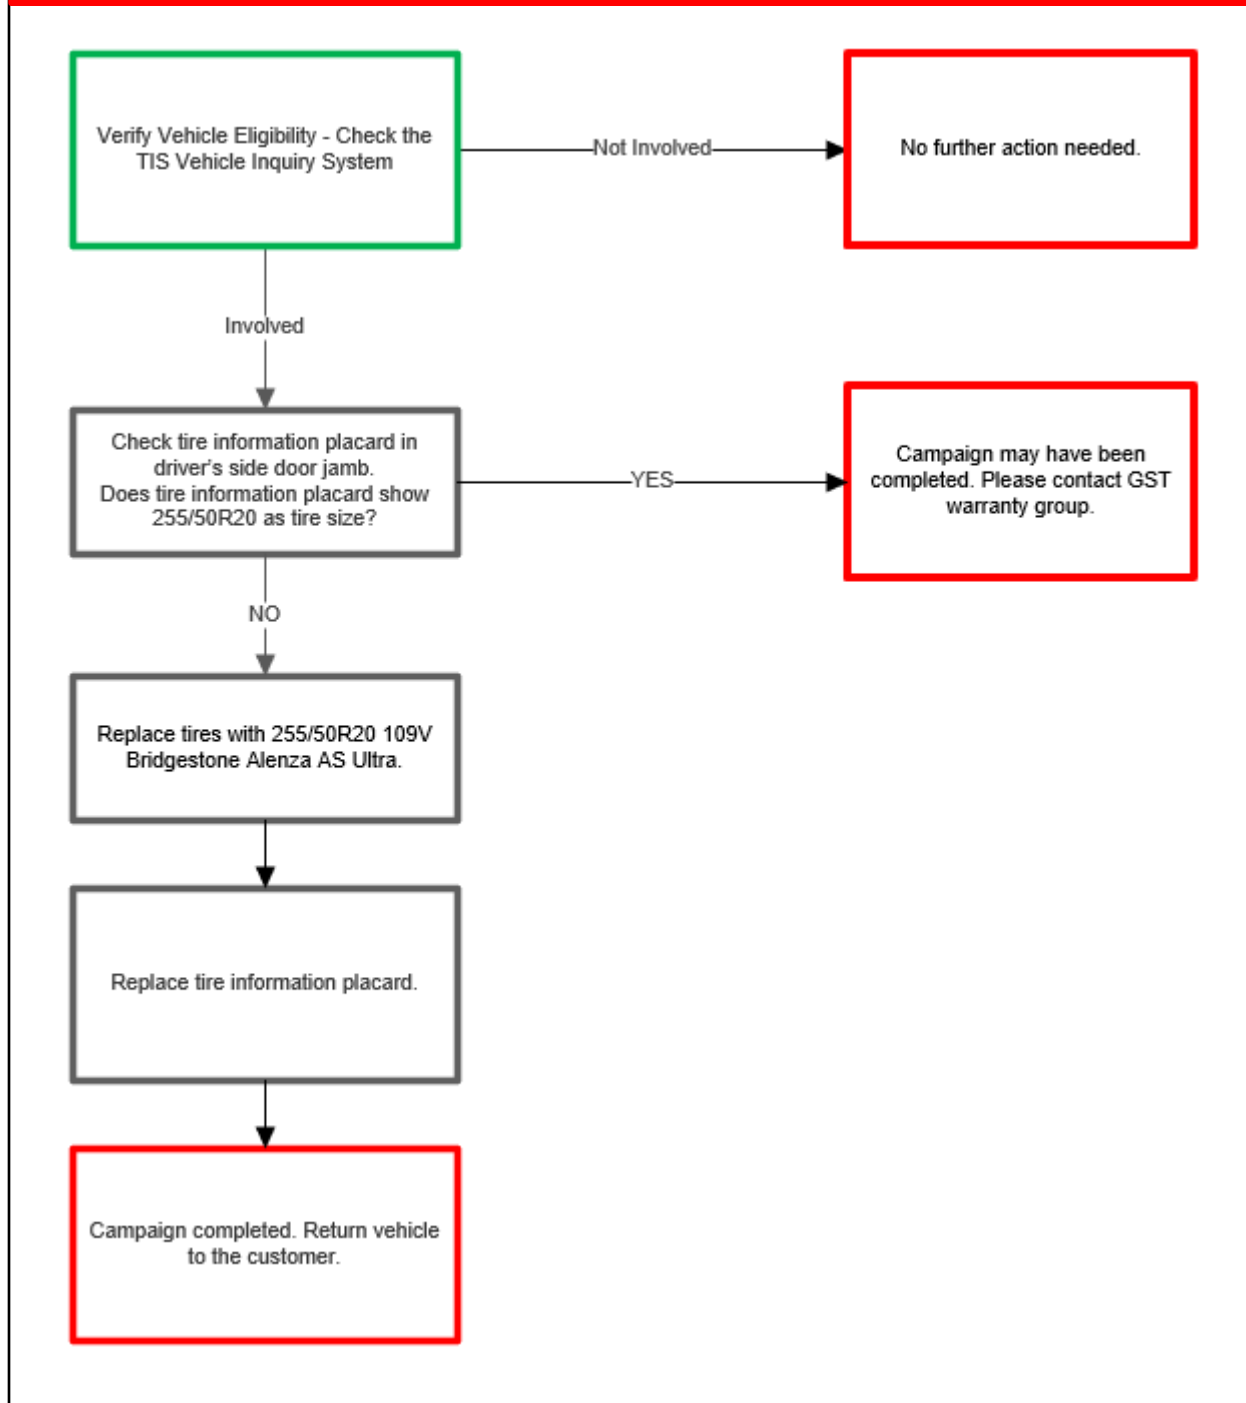 Verify Vehicle Eligibility - Check the
TIS Vehicle Inquiry System
Not Involved
No further action needed.
Involved
Check tire information placard in
driver's side door jamb.
Does tire information placard show
255/50R20 as tire size?
YES
Campaign may have been
completed. Please contact GST
warranty group.
NO
Replace tires with 255/50R20 109V
Bridgestone Alenza AS Ultra.
Replace tire information placard.
Campaign completed. Return vehicle
to the customer.